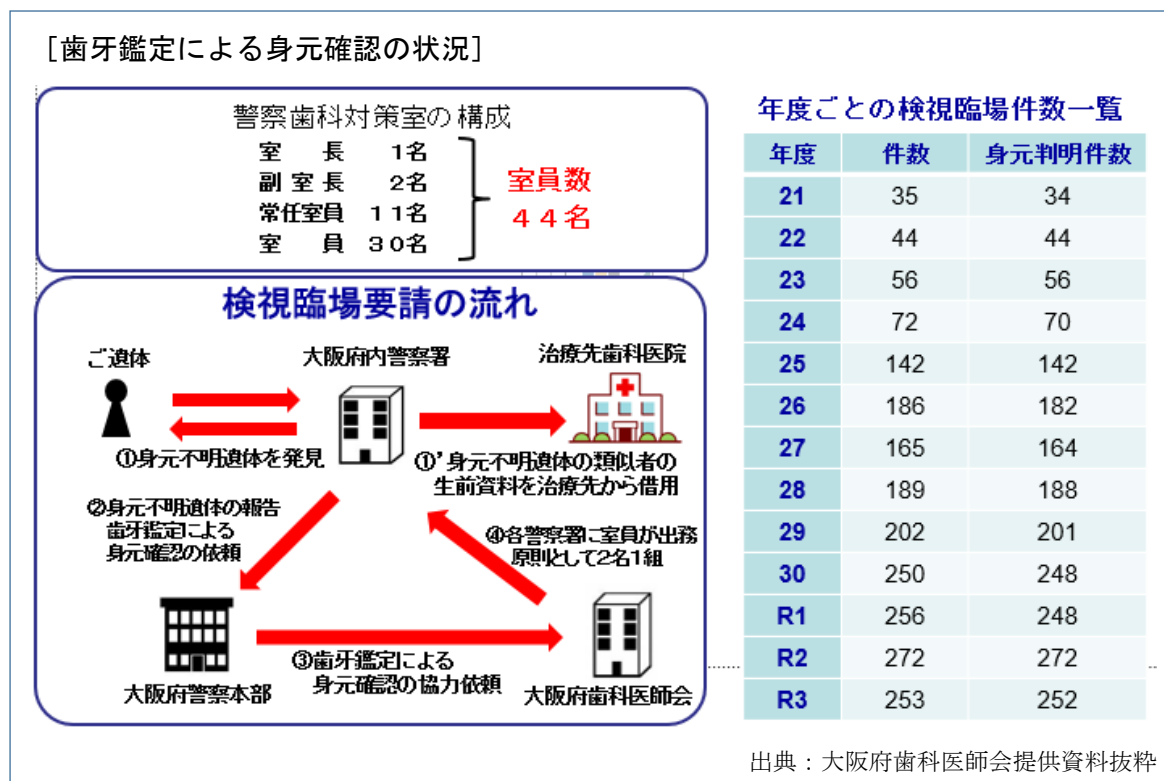 [歯牙鑑定による身元確認の状況]
警察歯科対策室の構成
室　長　1名
副室長　2名
常任室員　11名
室　員　30名
室員数
４４名
検視臨場要請の流れ
ご遺体
大阪府内警察署
治療先歯科医院
①身元不明遺体を発見
①’身元不明遺体の類似者の
生前資料を治療先から借用
②身元不明遺体の報告
歯牙鑑定による
身元確認の依頼
④各警察署に室員が出務
原則として2名1組
③歯牙鑑定による
身元確認の協力依頼
大阪府警察本部
大阪府歯科医師会
年度ごとの検視臨場件数一覧
年度　件数　身元判明件数
21　35　34
22　44　44
23　56　56
24　72　70
25　142　142
26　186　182
27　165　164
28　189　188
29　202　201
30　250　248
R1　256　248
R2　272　272
R3　253　252
出典：大阪府歯科医師会提供資料抜粋